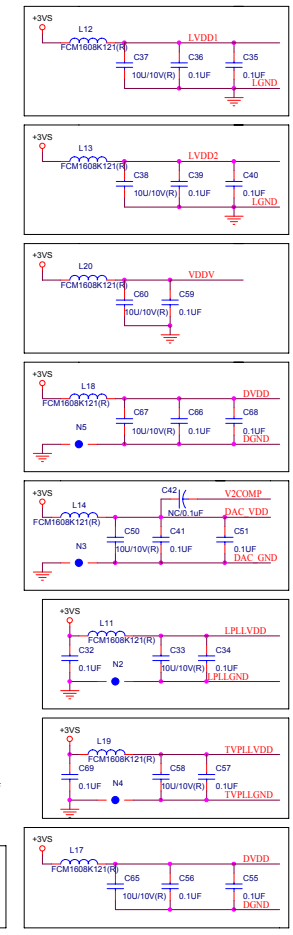 +3VS
L12
FCM1608K121(R)
LVDD1
C37
10U/10V(R)
C36
0.1UF
C35
0.1UF
LGND
+3VS
L13
FCM1608K121(R)
LVDD2
C38
10U/10V(R)
C39
0.1UF
C40
0.1UF
LGND
+3VS
L20
FCM1608K121(R)
VDDV
C60
10U/10V(R)
C59
0.1UF
+3VS
L18
FCM1608K121(R)
DVDD
N5
C67
10U/10V(R)
C66
0.1UF
C68
0.1UF
DGND
+3VS
C42
NC/0.1uF
V2COMP
L14
FCM1608K121(R)
DAC_VDD
N3
C50
10U/10V(R)
C41
0.1UF
C51
0.1UF
DAC_GND
+3VS
L11
FCM1608K121(R)
LPLLVDD
C32
0.1UF
N2
C33
10U/10V(R)
C34
0.1UF
LPLLGND
+3VS
L19
FCM1608K121(R)
TVPLLVDD
C69
0.1UF
N4
C58
10U/10V(R)
C57
0.1UF
TVPLLGND
+3VS
L17
FCM1608K121(R)
DVDD
C65
10U/10V(R)
C56
0.1UF
C55
0.1UF
DGND